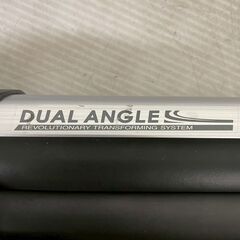 DUAL ANGLE
REVOLUTIONARY TRANSFORMING SYSTEM